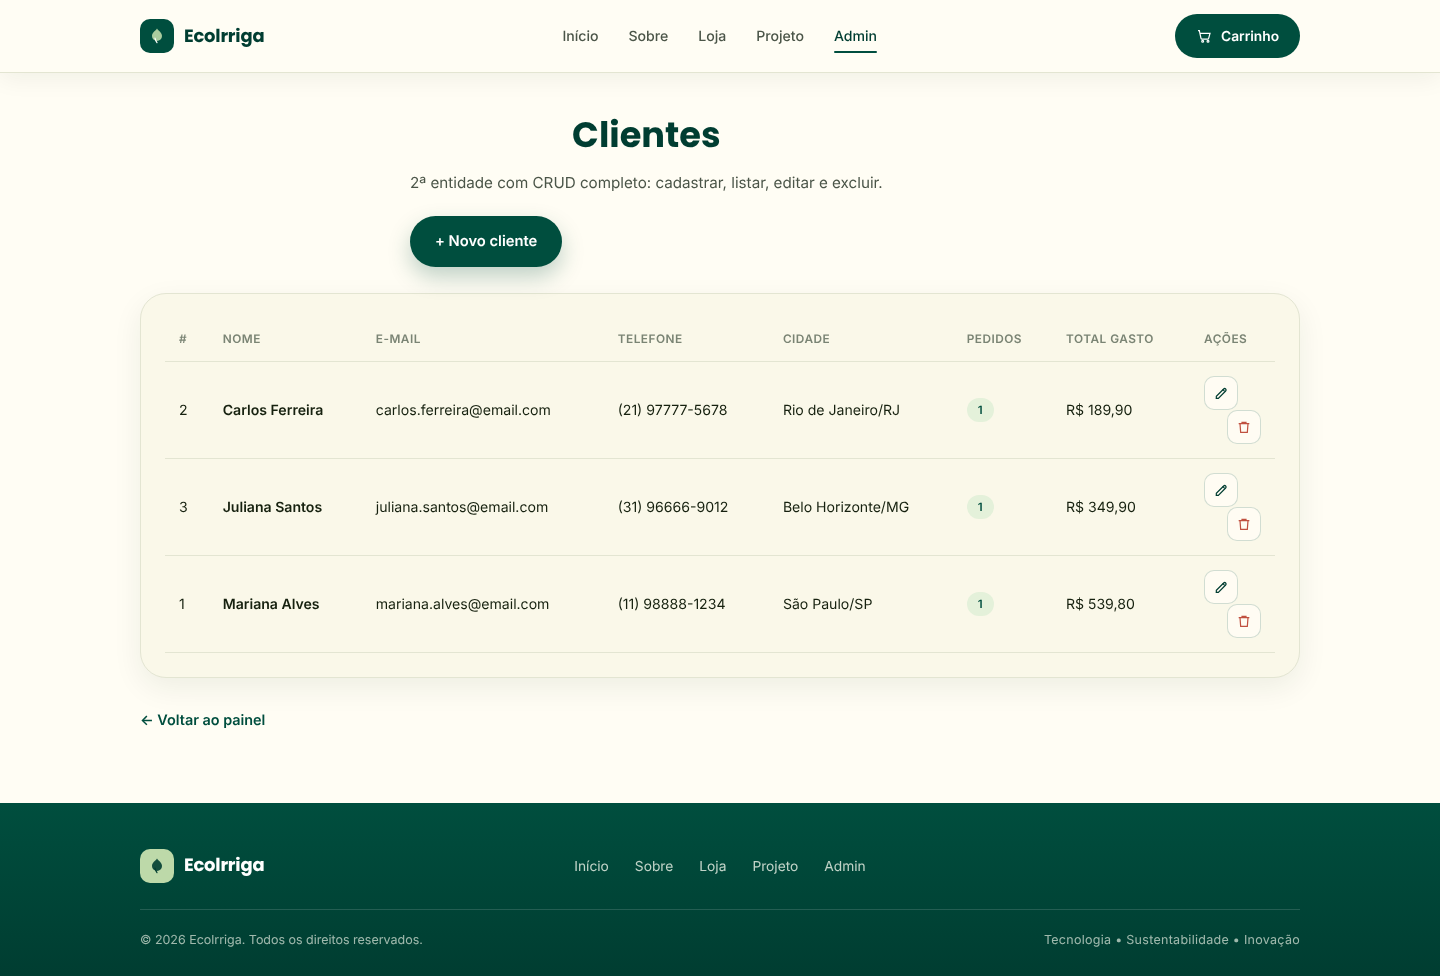 EcoIrriga Início Sobre Loja Projeto Admin Carrinho
Clientes
2ª entidade com CRUD completo: cadastrar, listar, editar e excluir.
+ Novo cliente
# NOME E-MAIL TELEFONE CIDADE PEDIDOS TOTAL GASTO AÇÕES
2 Carlos Ferreira carlos.ferreira@email.com (21) 97777-5678 Rio de Janeiro/RJ 1 R$ 189,90
3 Juliana Santos juliana.santos@email.com (31) 96666-9012 Belo Horizonte/MG 1 R$ 349,90
1 Mariana Alves mariana.alves@email.com (11) 98888-1234 São Paulo/SP 1 R$ 539,80
← Voltar ao painel
EcoIrriga Início Sobre Loja Projeto Admin
© 2026 EcoIrriga. Todos os direitos reservados. Tecnologia • Sustentabilidade • Inovação